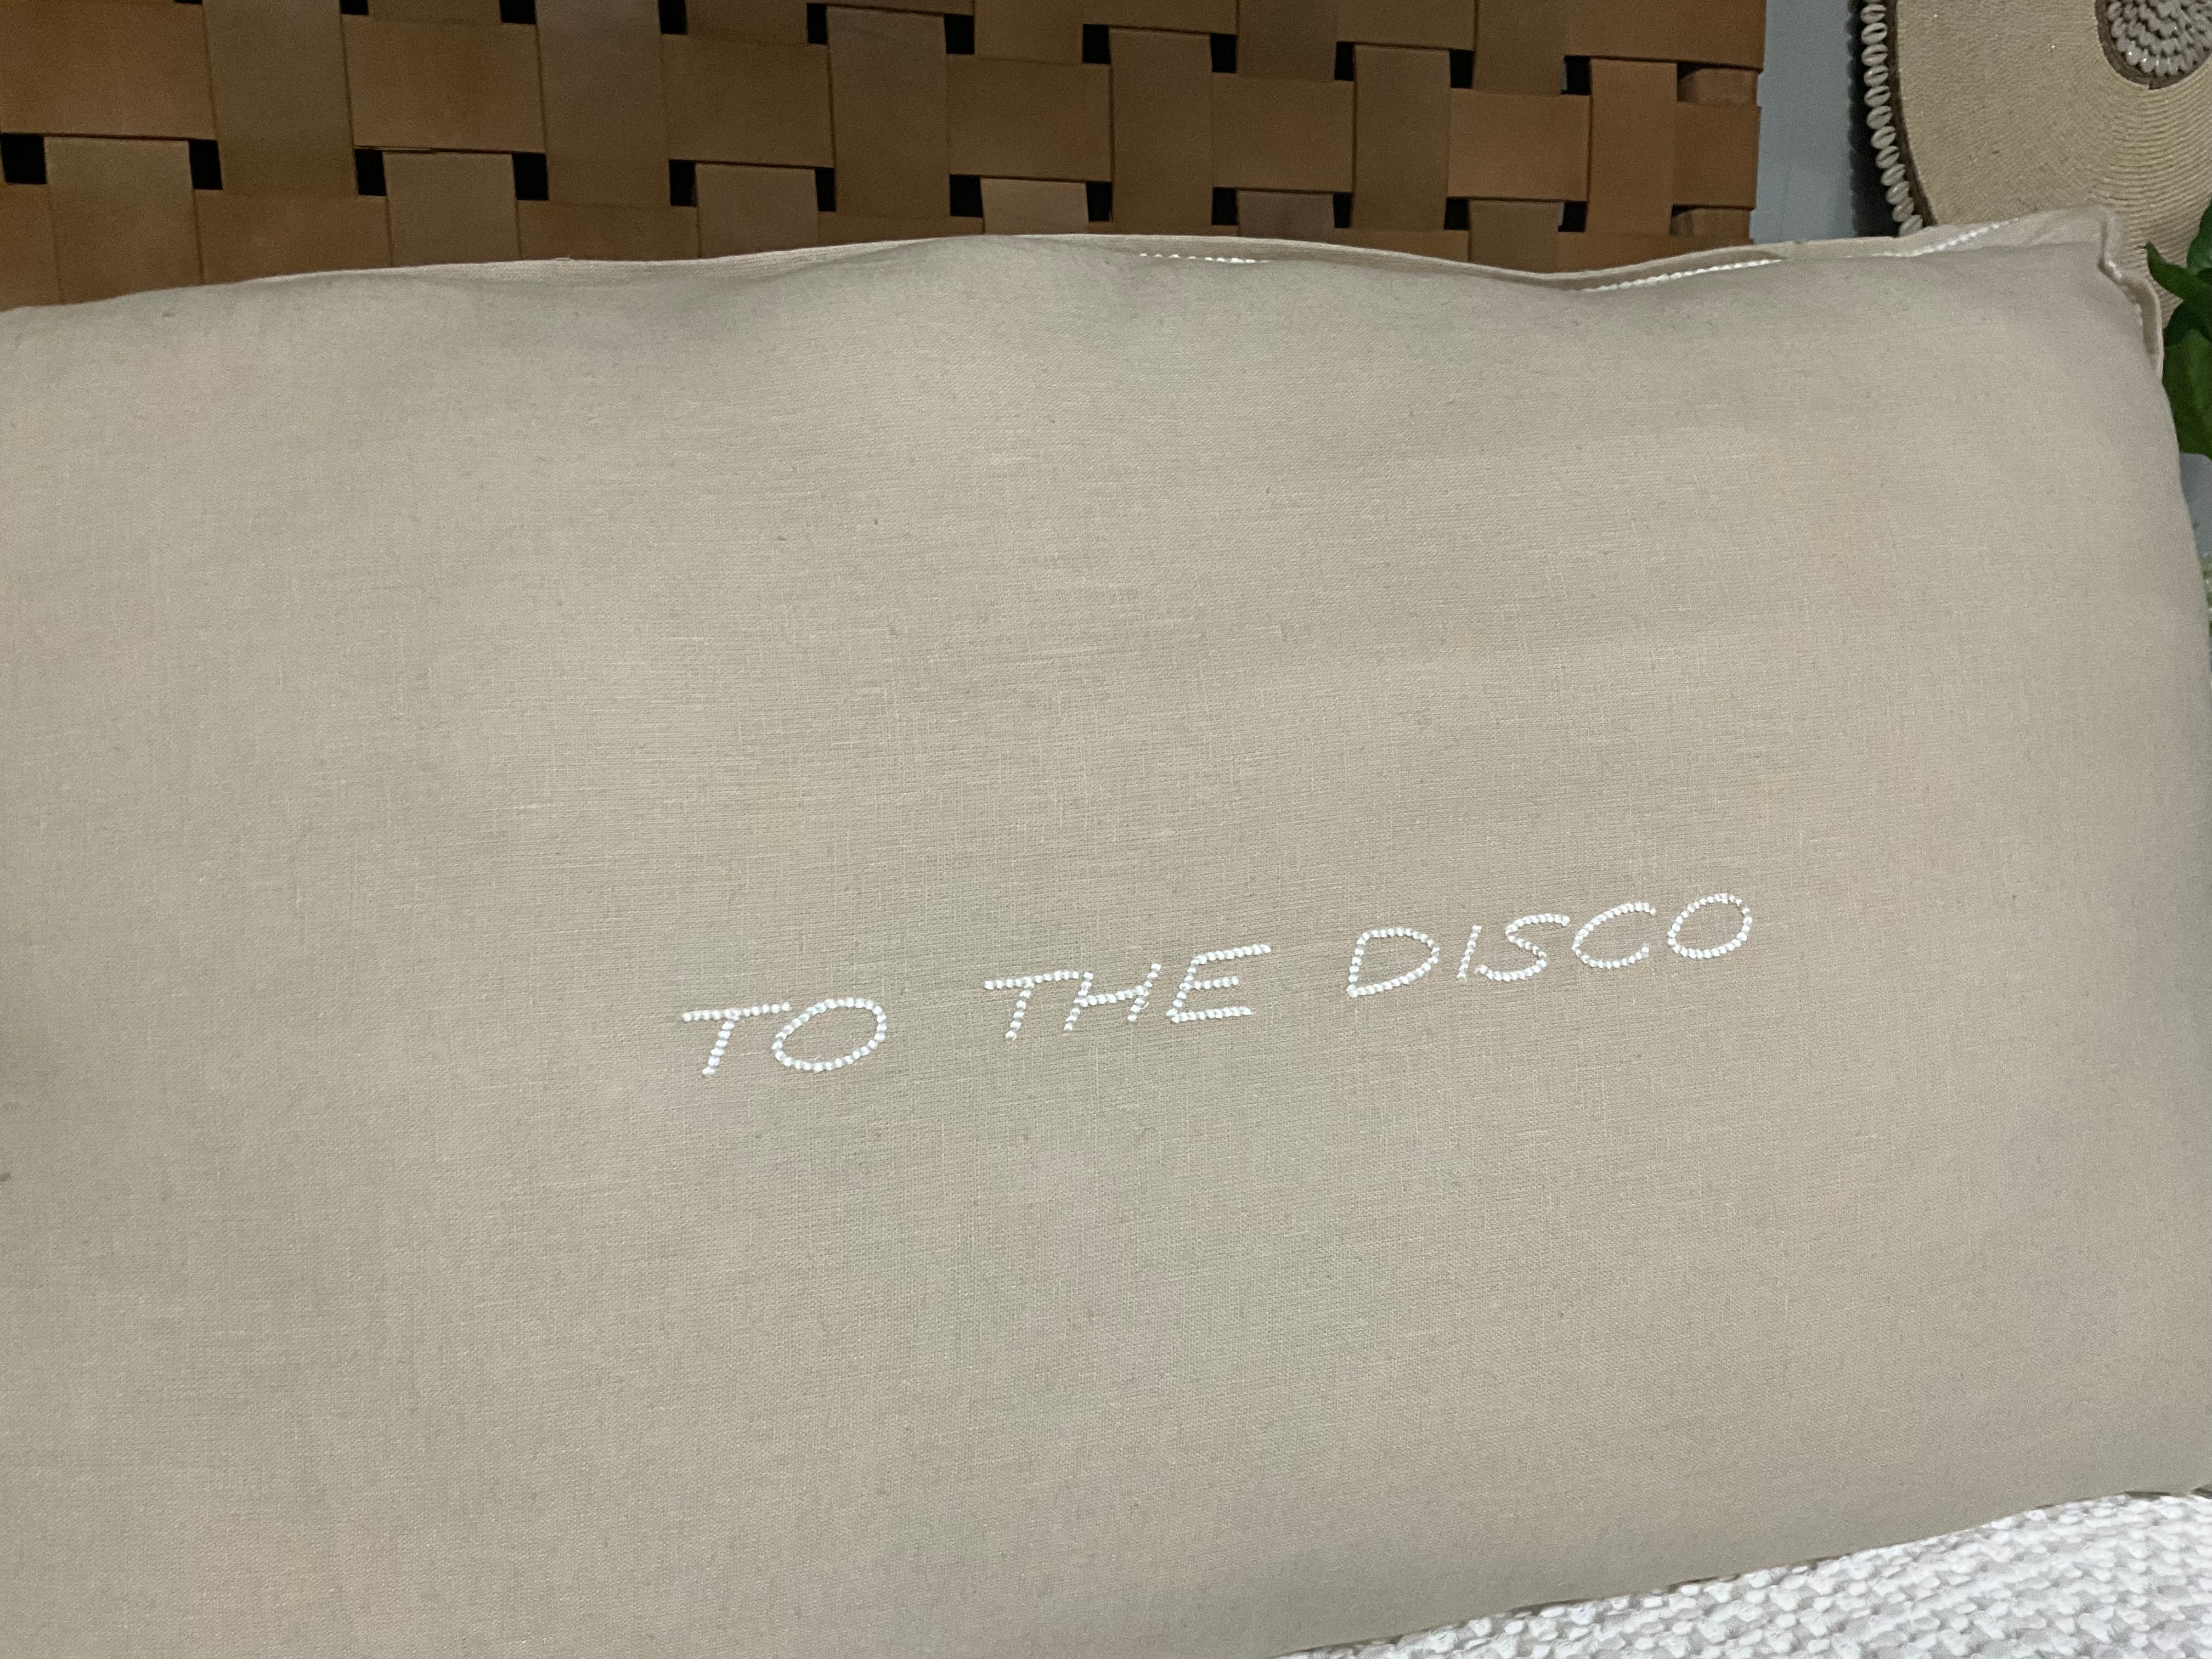 TO THE DISCO